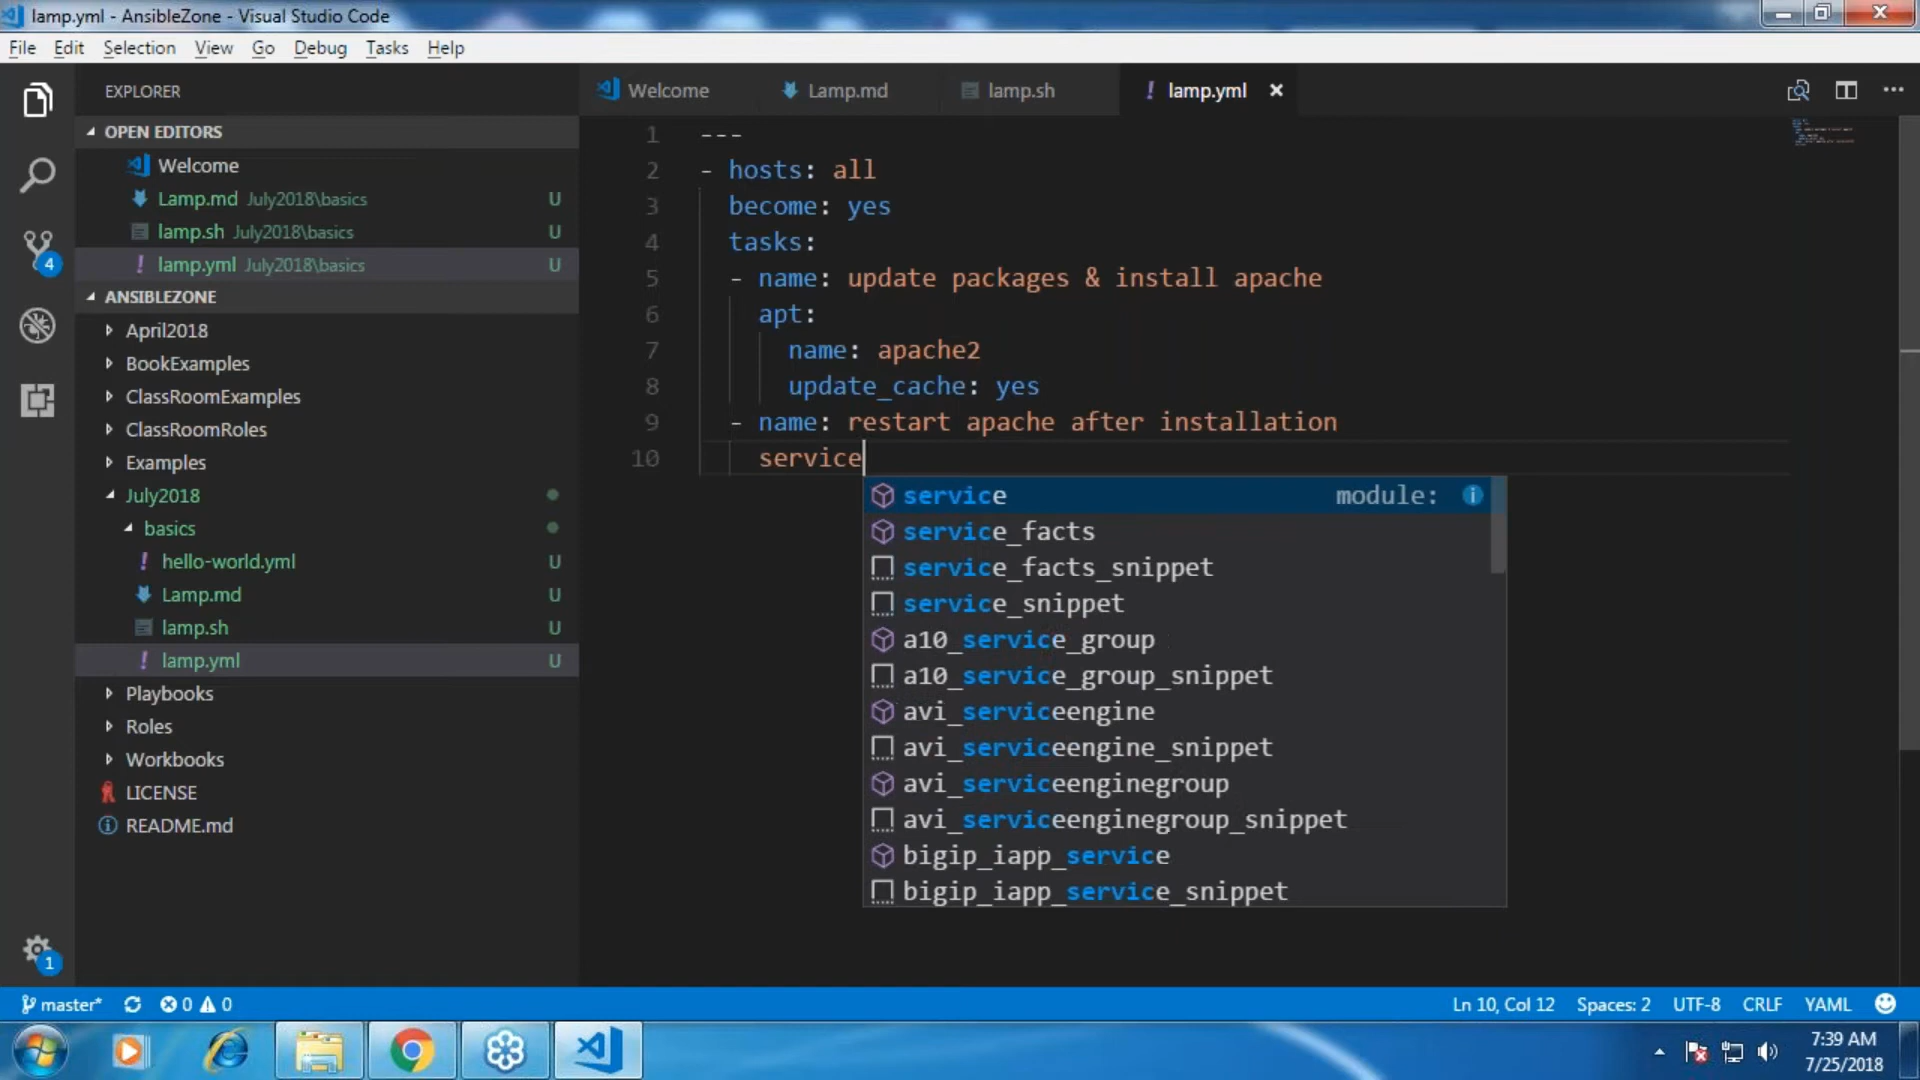 lamp.yml - AnsibleZone - Visual Studio Code
File Edit Selection View Go Debug Tasks Help
EXPLORER
OPEN EDITORS
Welcome
Lamp.md July2018\basics U
lamp.sh July2018\basics U
! lamp.yml July2018\basics U
ANSIBLEZONE
April2018
BookExamples
ClassRoomExamples
ClassRoomRoles
Examples
July2018
basics
! hello-world.yml U
Lamp.md U
lamp.sh U
! lamp.yml U
Playbooks
Roles
Workbooks
LICENSE
README.md
4
1
Welcome Lamp.md lamp.sh ! lamp.yml
1 ---
2 - hosts: all
3 become: yes
4 tasks:
5 - name: update packages & install apache
6 apt:
7 name: apache2
8 update_cache: yes
9 - name: restart apache after installation
10 service
service module:
service_facts
service_facts_snippet
service_snippet
a10_service_group
a10_service_group_snippet
avi_serviceengine
avi_serviceengine_snippet
avi_serviceenginegroup
avi_serviceenginegroup_snippet
bigip_iapp_service
bigip_iapp_service_snippet
master* 0 0 Ln 10, Col 12 Spaces: 2 UTF-8 CRLF YAML
7:39 AM
7/25/2018